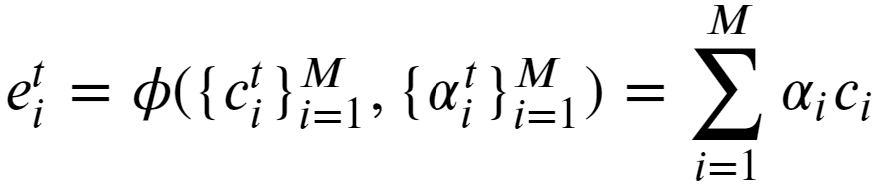 $e_i^t = \phi(\{c_i^t\}_{i=1}^M, \{\alpha_i^t\}_{i=1}^M) = \sum_{i=1}^M \alpha_i c_i$